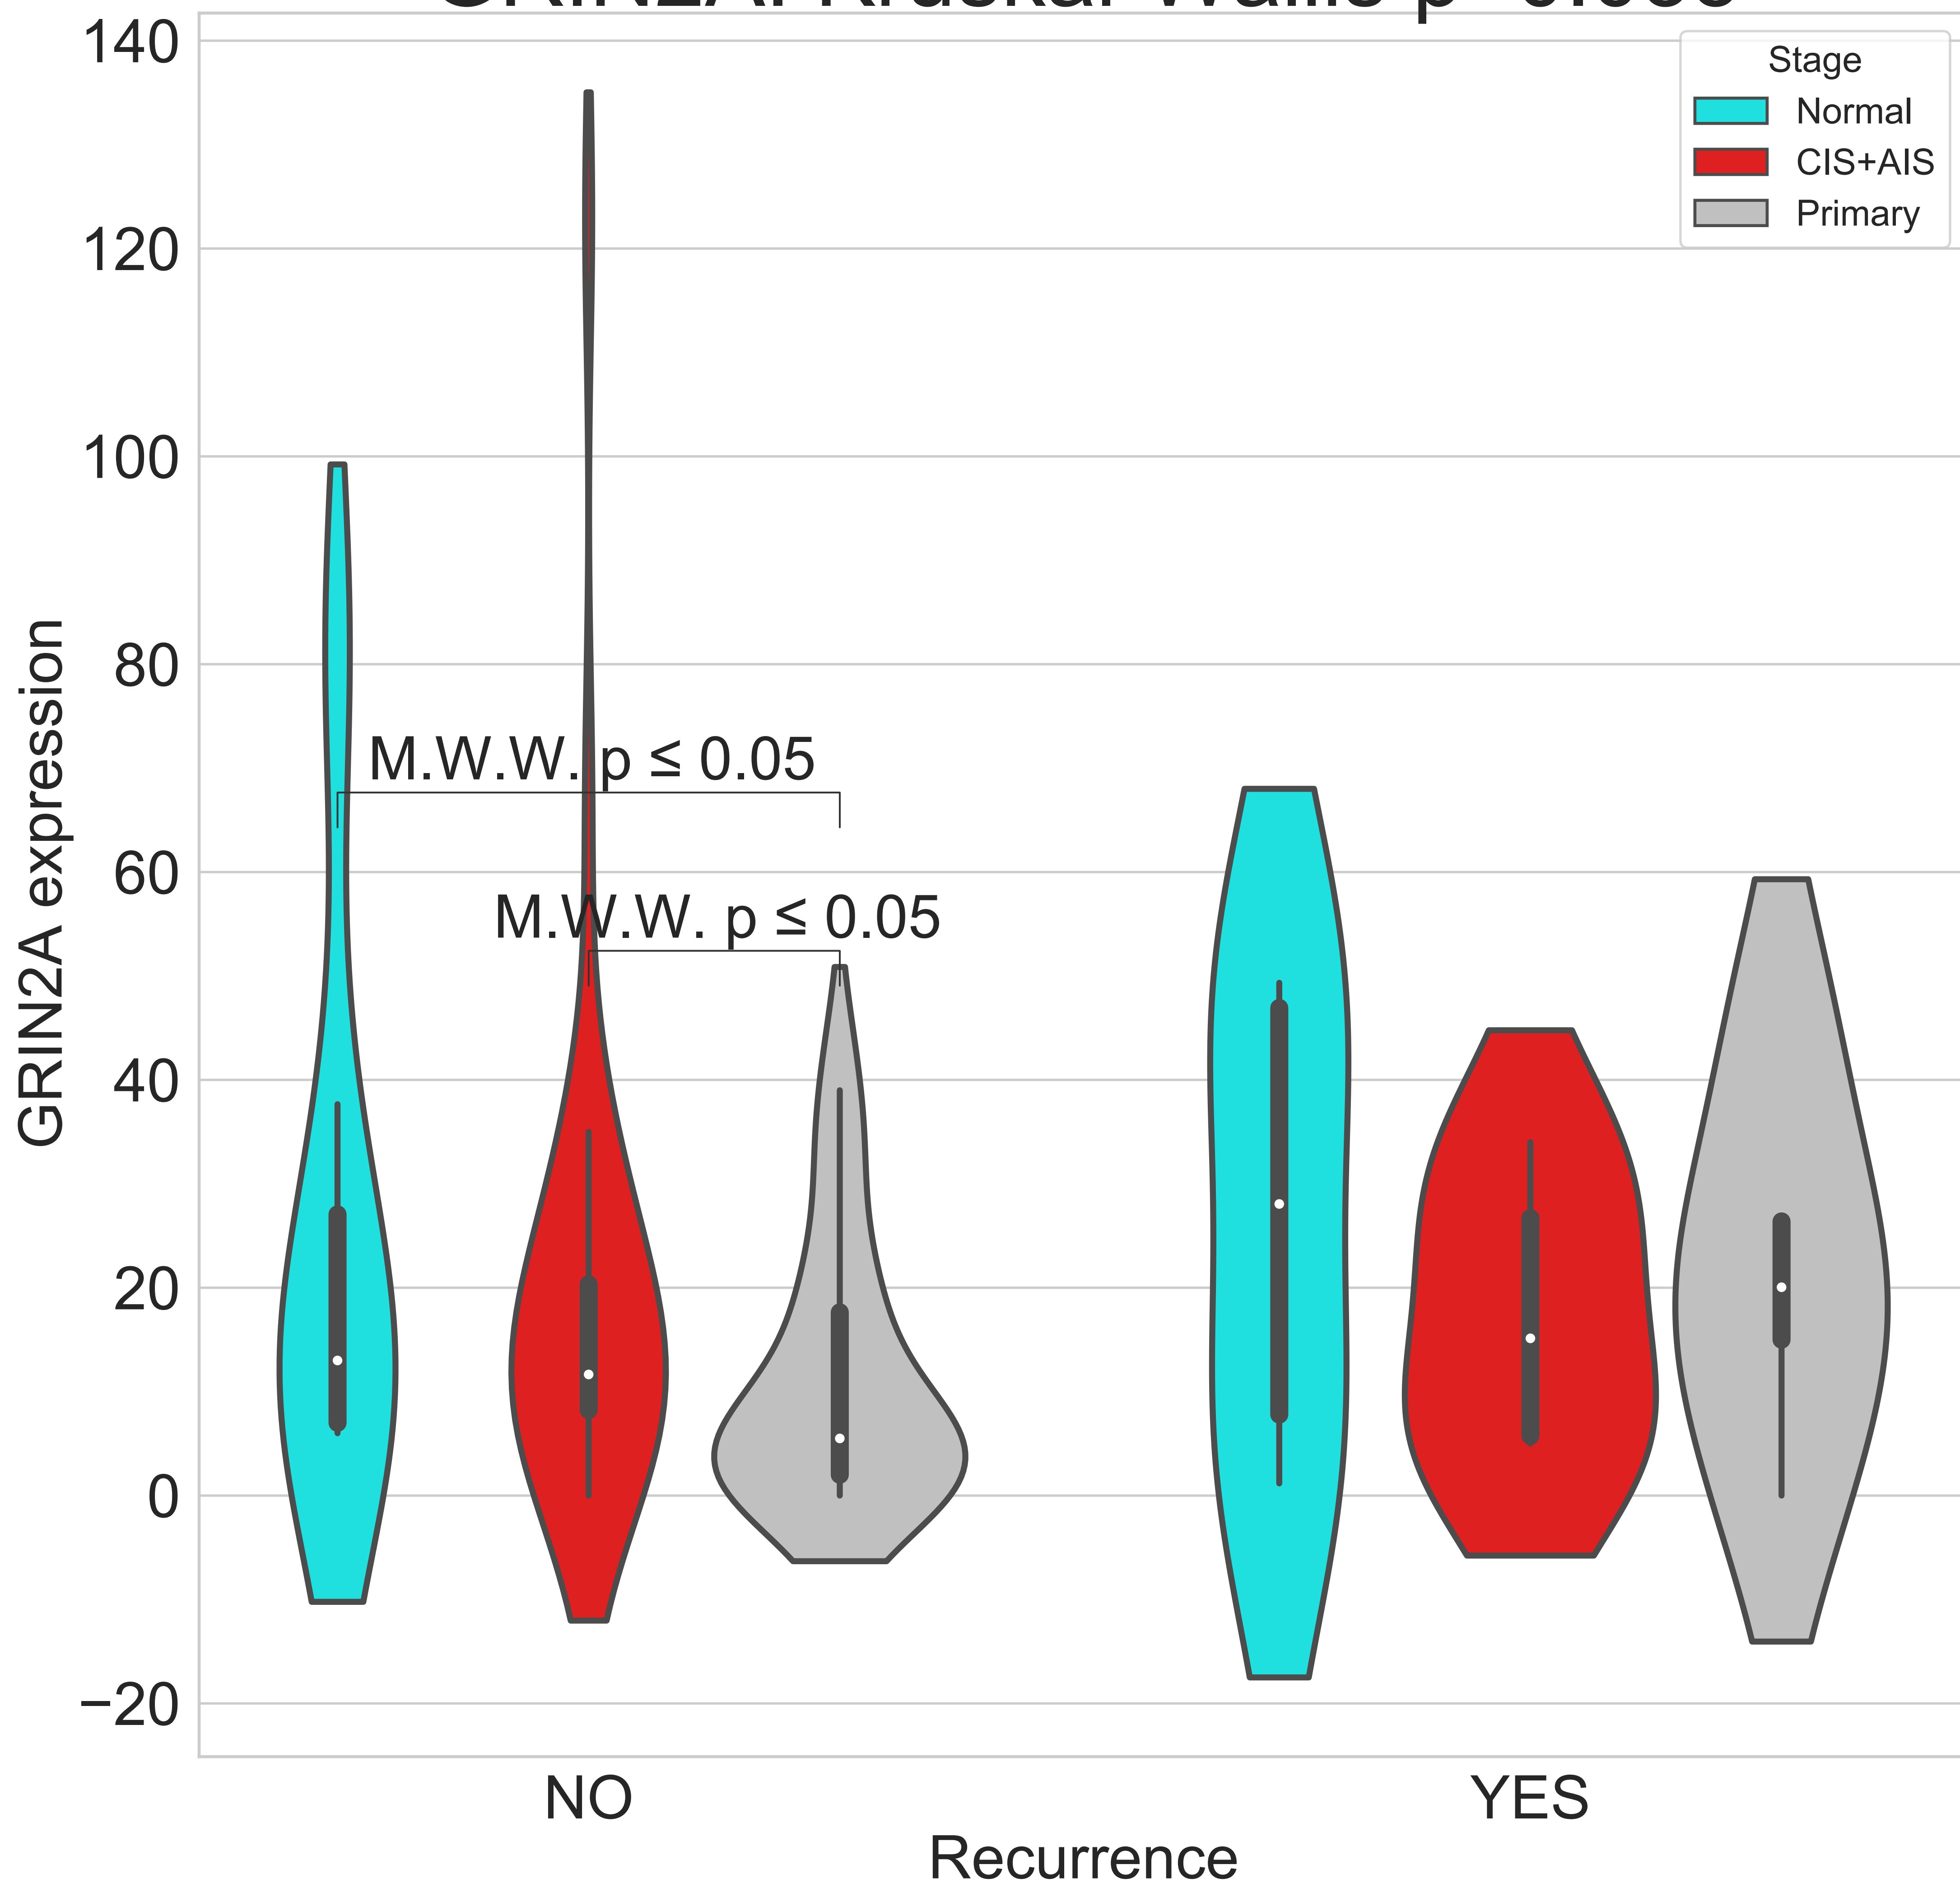 140
120
100
80
60
40
20
0
−20
GRIN2A expression
Stage
Normal
CIS+AIS
Primary
M.W.W. p ≤ 0.05
M.W.W. p ≤ 0.05
NO
YES
Recurrence